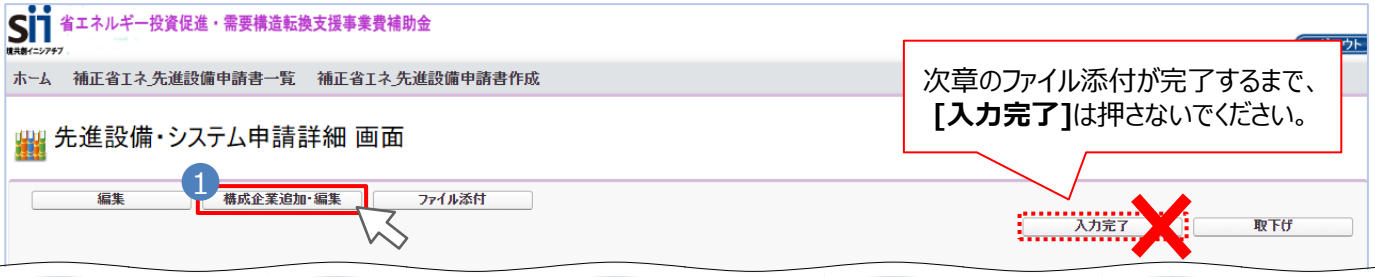 sii 省エネルギー投資促進・需要構造転換支援事業費補助金
境共創イニシアチブ
ホーム 補正省エネ_先進設備申請書一覧 補正省エネ_先進設備申請書作成
次章のファイル添付が完了するまで、
[入力完了]は押さないでください。
先進設備・システム申請詳細 画面
1
編集 構成企業追加・編集 ファイル添付
入力完了 取下げ